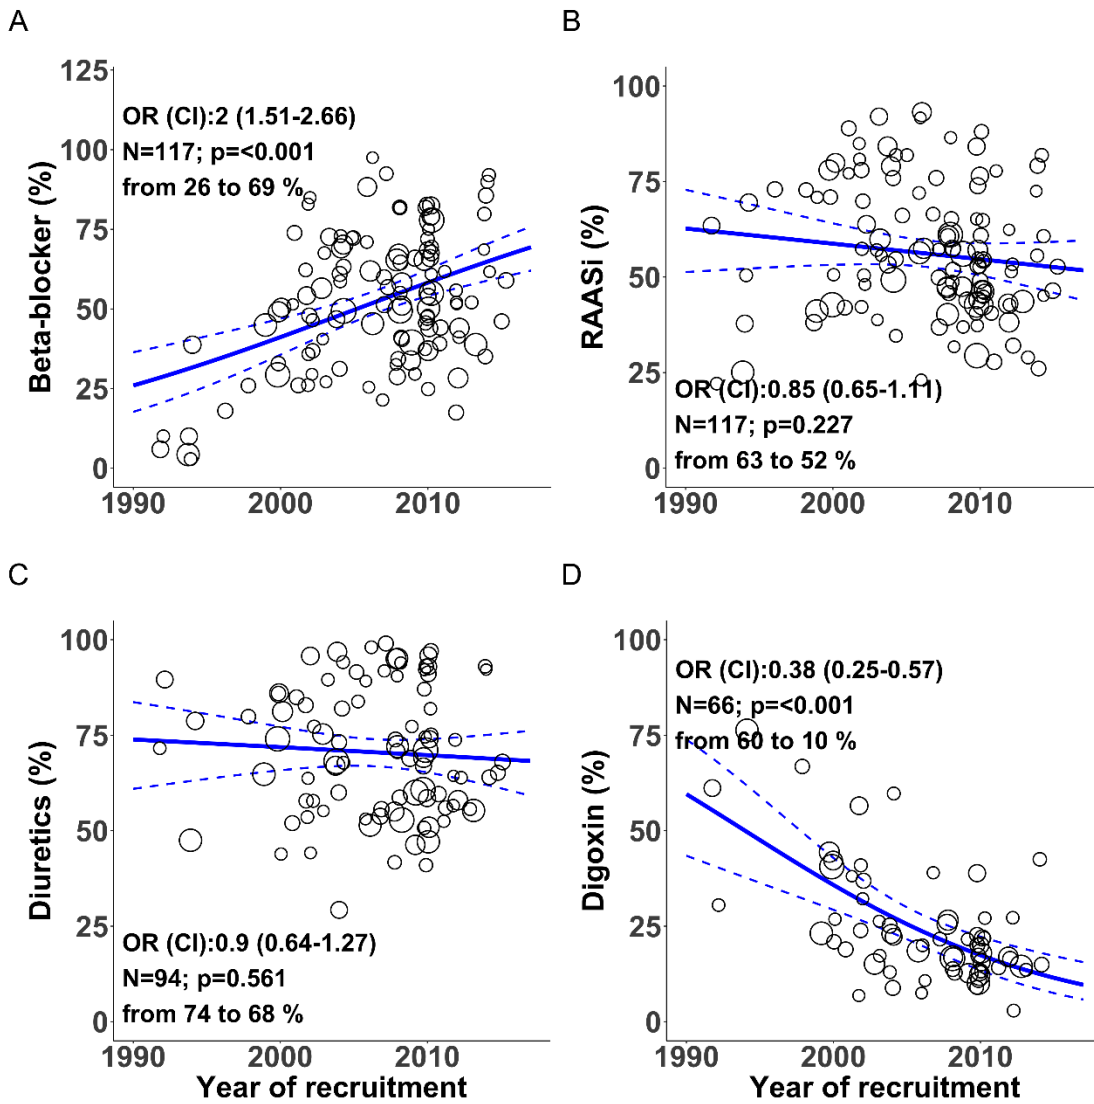 A
Beta-blocker (%)
125
100
75
50
25
0
OR (CI):2 (1.51-2.66)
N=117; p=<0.001
from 26 to 69 %
1990 2000 2010
B
RAASi (%)
100
75
50
25
0
OR (CI):0.85 (0.65-1.11)
N=117; p=0.227
from 63 to 52 %
1990 2000 2010
C
Diuretics (%)
100
75
50
25
0
OR (CI):0.9 (0.64-1.27)
N=94; p=0.561
from 74 to 68 %
1990 2000 2010
Year of recruitment
D
Digoxin (%)
100
75
50
25
0
OR (CI):0.38 (0.25-0.57)
N=66; p=<0.001
from 60 to 10 %
1990 2000 2010
Year of recruitment